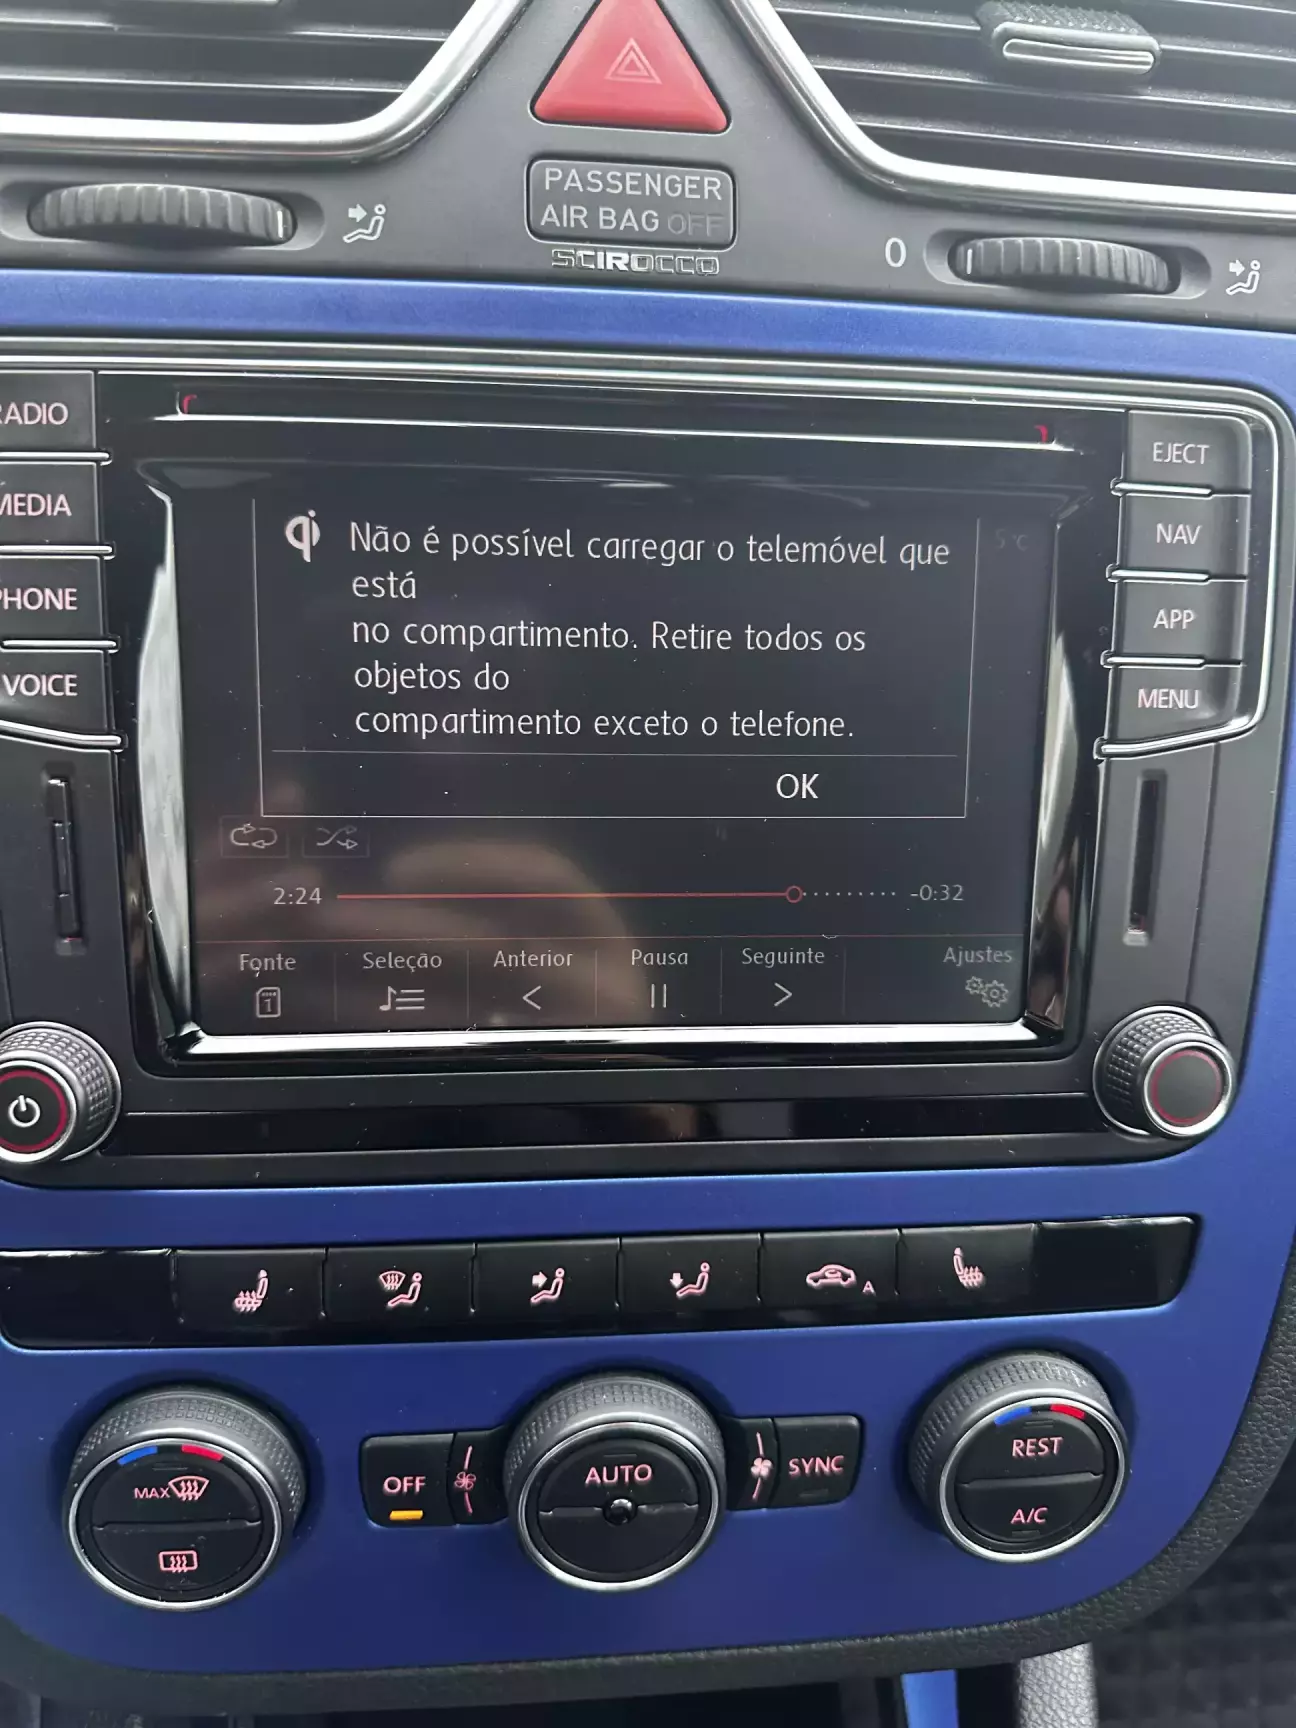 PASSENGER
AIR BAG OFF
SCIROCCO
0
RADIO
MEDIA
PHONE
VOICE
EJECT
NAV
APP
MENU
Não é possível carregar o telemóvel que
está
no compartimento. Retire todos os
objetos do
compartimento exceto o telefone.
OK
5°C
2:24
-0:32
Fonte
Seleção
Anterior
Pausa
Seguinte
Ajustes
1
A
MAX
OFF
AUTO
SYNC
REST
A/C